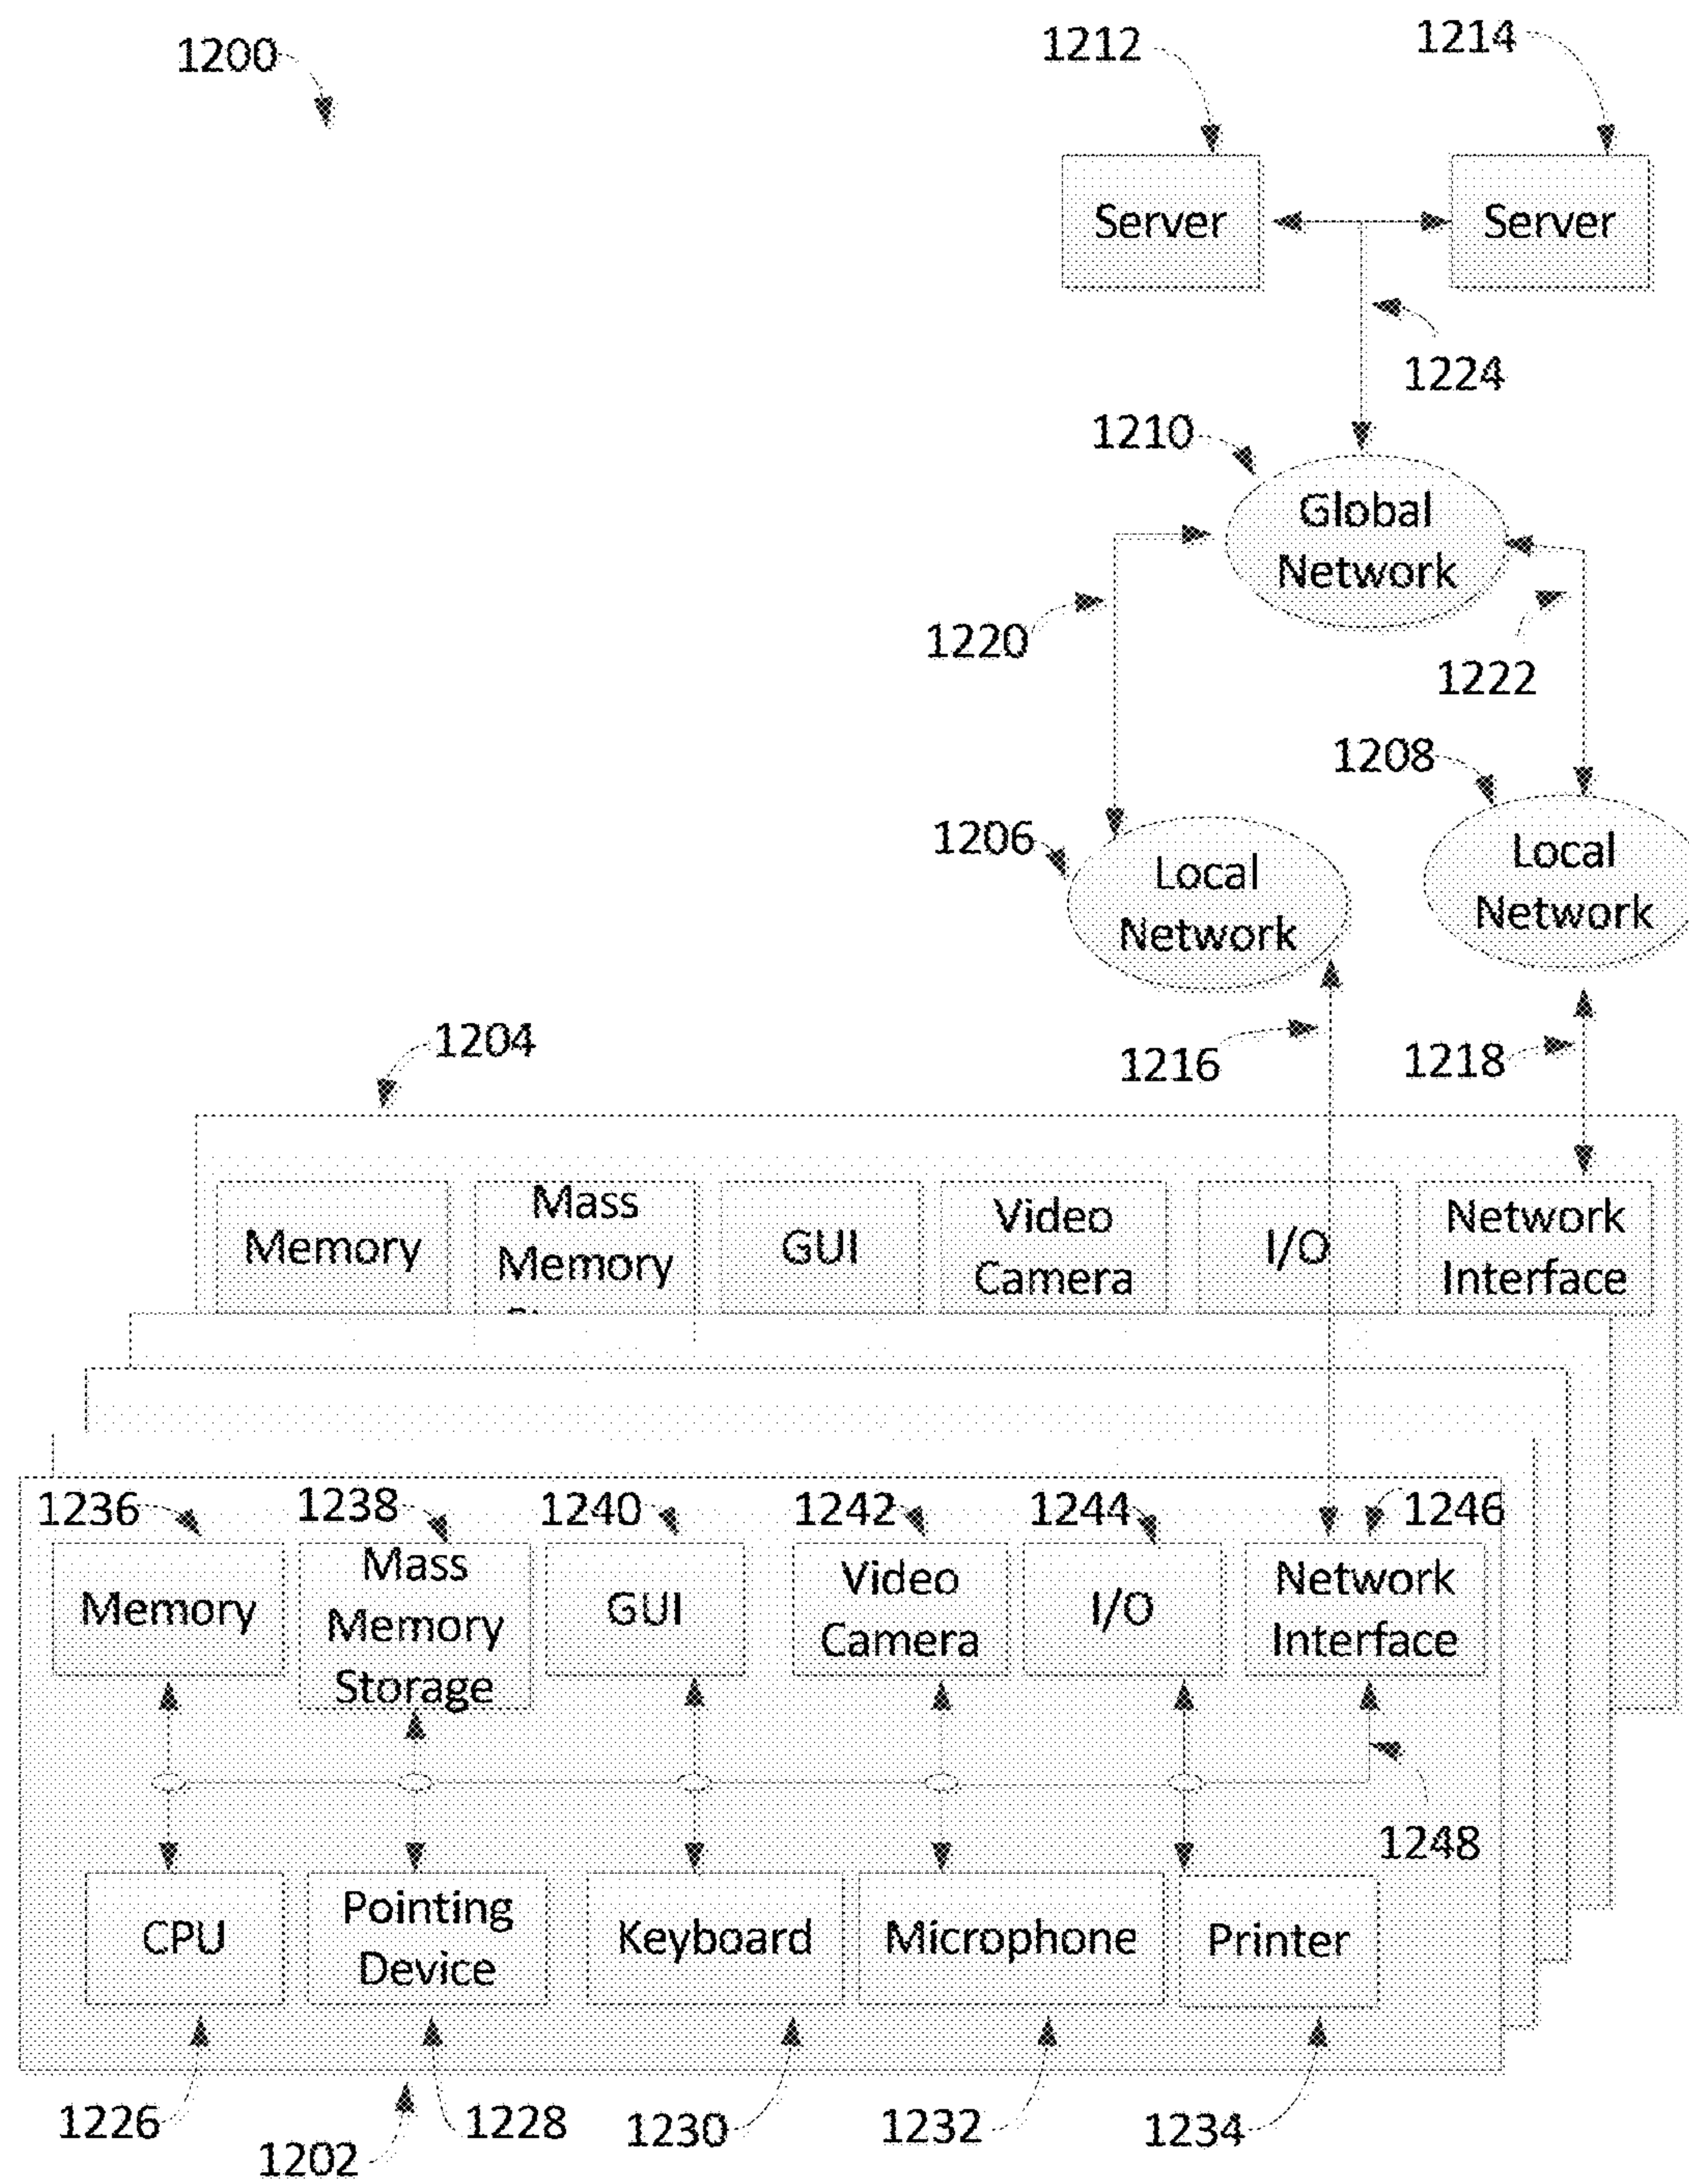 1200
1212
1214
Server
Server
1224
1210
Global
Network
1220
1222
1208
1206
Local
Network
Local
Network
1204
1216
1218
Memory
Mass
Memory
GUI
Video
Camera
I/O
Network
Interface
1236
1238
1240
1242
1244
1246
Memory
Mass
Memory
Storage
GUI
Video
Camera
I/O
Network
Interface
1248
CPU
Pointing
Device
Keyboard
Microphone
Printer
1226
1202
1228
1230
1232
1234